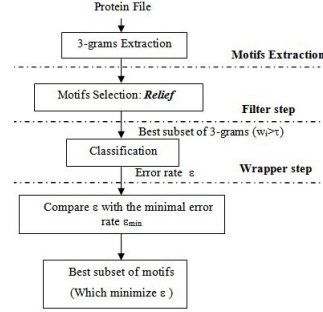 Protein File
3-grams Extraction
Motifs Extraction
Motifs Selection: Relief
Filter step
Best subset of 3-grams (wᵢ>τ)
Classification
Error rate ε
Wrapper step
Compare ε with the minimal error
rate εmin
Best subset of motifs
(Which minimize ε )